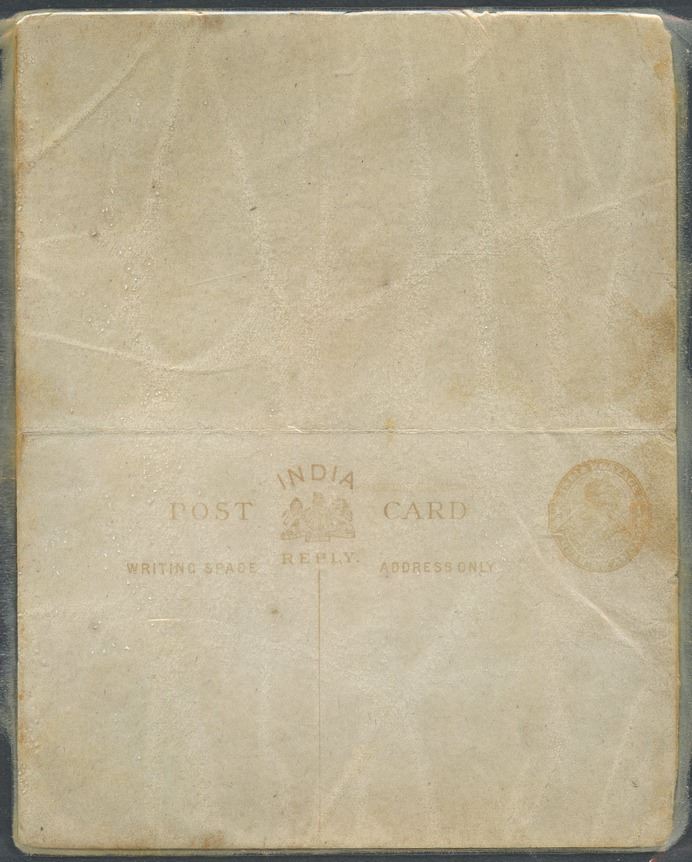 INDIA
POST CARD
REPLY.
WRITING SPACE ADDRESS ONLY